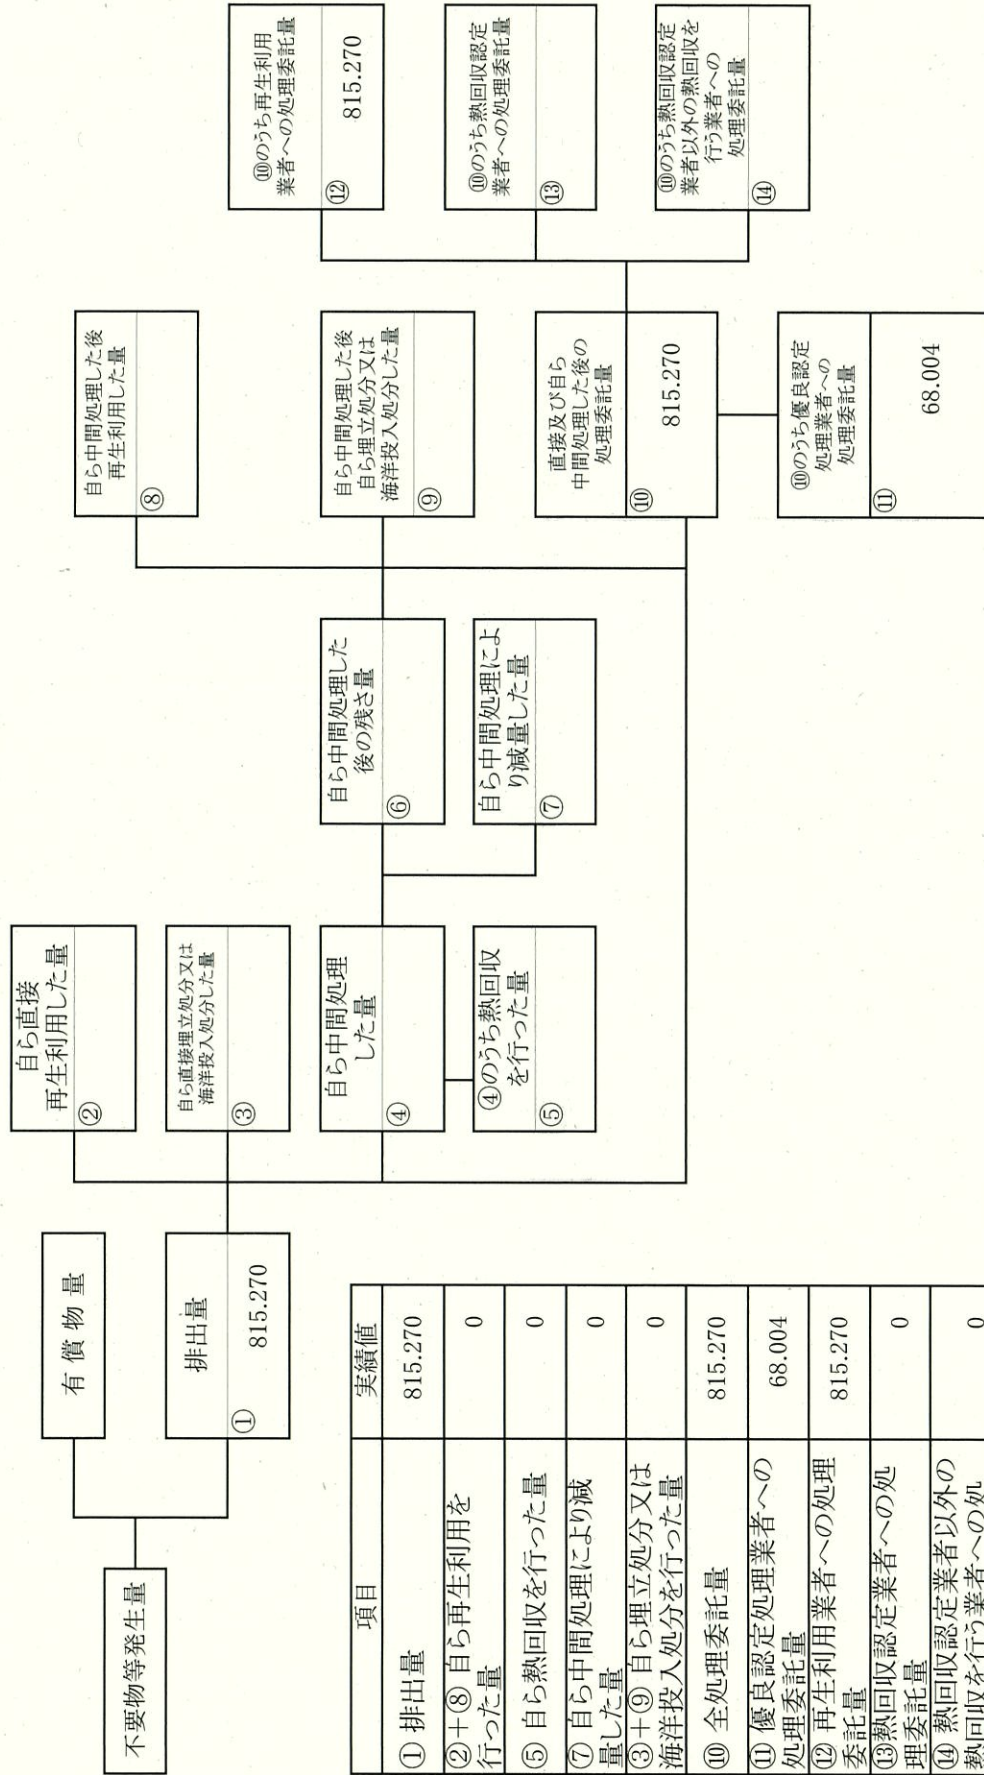 不要物等発生量
有償物量
排出量
①
815.270
自ら直接
再生利用した量
②
自ら直接埋立処分又は
海洋投入処分した量
③
自ら中間処理
した量
④
④のうち熱回収
を行った量
⑤
自ら中間処理した
後の残さ量
⑥
自ら中間処理によ
り減量した量
⑦
自ら中間処理した後
再生利用した量
⑧
自ら中間処理した後
自ら埋立処分又は
海洋投入処分した量
⑨
直接及び自ら
中間処理した後の
処理委託量
⑩
815.270
⑩のうち優良認定
処理業者への
処理委託量
⑪
68.004
⑩のうち再生利用
業者への処理委託量
⑫
815.270
⑩のうち熱回収認定
業者への処理委託量
⑬
⑩のうち熱回収認定
業者以外の熱回収を
行う業者への
処理委託量
⑭
項目 実績値
① 排出量 815.270
②+⑧ 自ら再生利用を
行った量 0
⑤ 自ら熱回収を行った量 0
⑦ 自ら中間処理により減
量した量 0
③+⑨ 自ら埋立処分又は
海洋投入処分を行った量 0
⑩ 全処理委託量 815.270
⑪ 優良認定処理業者への
処理委託量 68.004
⑫ 再生利用業者への処理
委託量 815.270
⑬熱回収認定業者への処
理委託量 0
⑭ 熱回収認定業者以外の
熱回収を行う業者への処 0